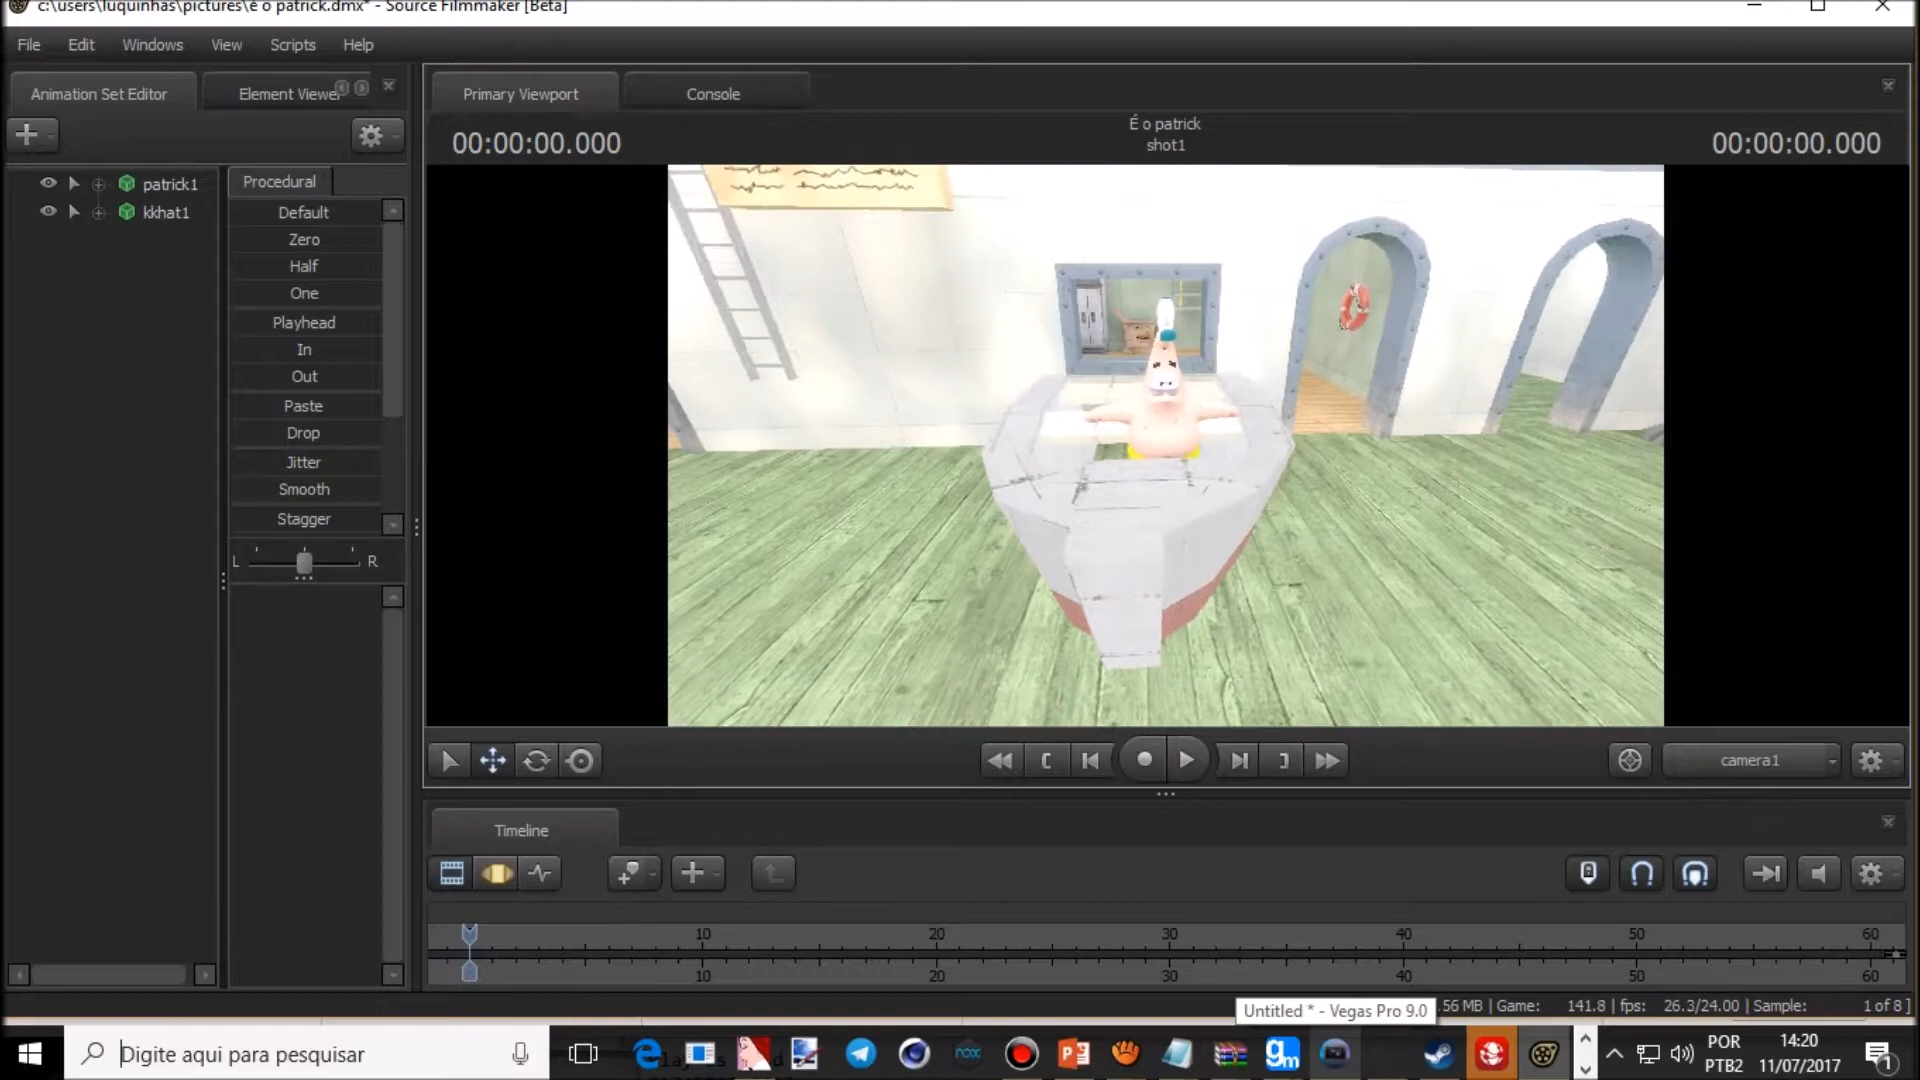 c:\users\luquinhas\pictures\é o patrick.dmx* - Source Filmmaker [Beta]
File Edit Windows View Scripts Help
Animation Set Editor Element Viewer
Primary Viewport Console
00:00:00.000
É o patrick
shot1
00:00:00.000
patrick1
kkhat1
Procedural
Default
Zero
Half
One
Playhead
In
Out
Paste
Drop
Jitter
Smooth
Stagger
L R
camera1
Timeline
10 20 30 40 50 60
10 20 30 40 50 60
Untitled * - Vegas Pro 9.0
56 MB | Game: 141.8 | fps: 26.3/24.00 | Sample: 1 of 8 ]
Digite aqui para pesquisar
nox
gm
POR
PTB2
14:20
11/07/2017
1